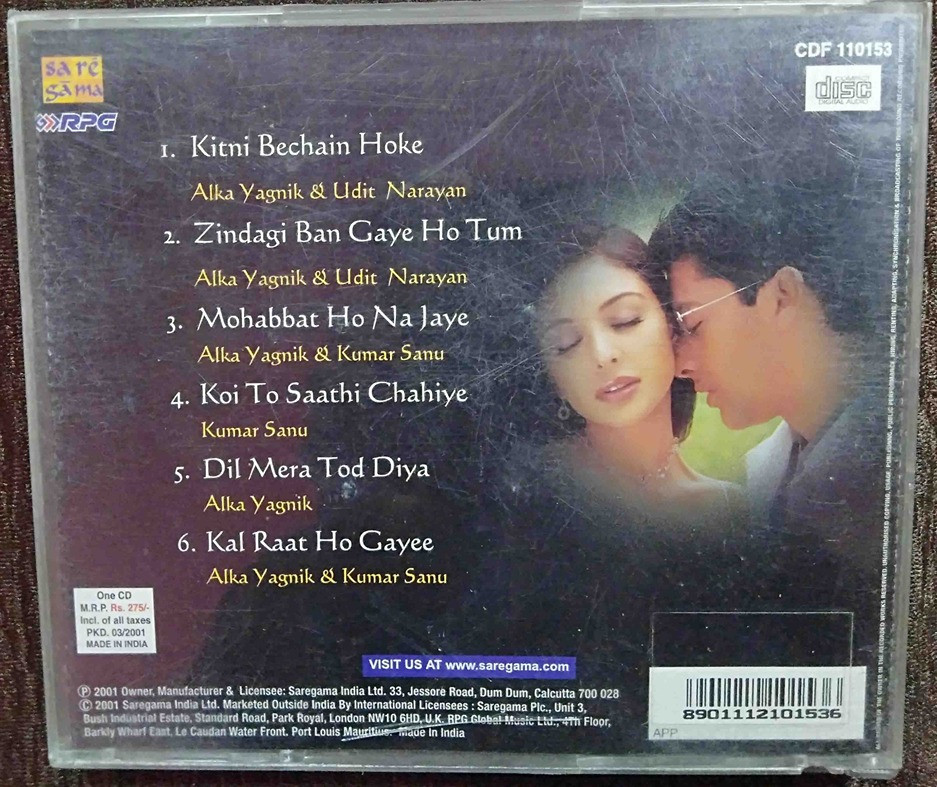 sa ré
gāma
RPG
CDF 110153
COMPACT
disc
DIGITAL AUDIO
1. Kitni Bechain Hoke
Alka Yagnik & Udit Narayan
2. Zindagi Ban Gaye Ho Tum
Alka Yagnik & Udit Narayan
3. Mohabbat Ho Na Jaye
Alka Yagnik & Kumar Sanu
4. Koi To Saathi Chahiye
Kumar Sanu
5. Dil Mera Tod Diya
Alka Yagnik
6. Kal Raat Ho Gayee
Alka Yagnik & Kumar Sanu
One CD
M.R.P. Rs. 275/-
Incl. of all taxes
PKD. 03/2001
MADE IN INDIA
VISIT US AT www.saregama.com
Ⓟ 2001 Owner, Manufacturer & Licensee: Saregama India Ltd. 33, Jessore Road, Dum Dum, Calcutta 700 028
© 2001 Saregama India Ltd. Marketed Outside India By International Licensees : Saregama Plc., Unit 3,
Bush Industrial Estate, Standard Road, Park Royal, London NW10 6HD, U.K. RPG Global Music Ltd., 4Th Floor,
Barkly Wharf East, Le Caudan Water Front. Port Louis Mauritius. Made In India
8901112101536
APP